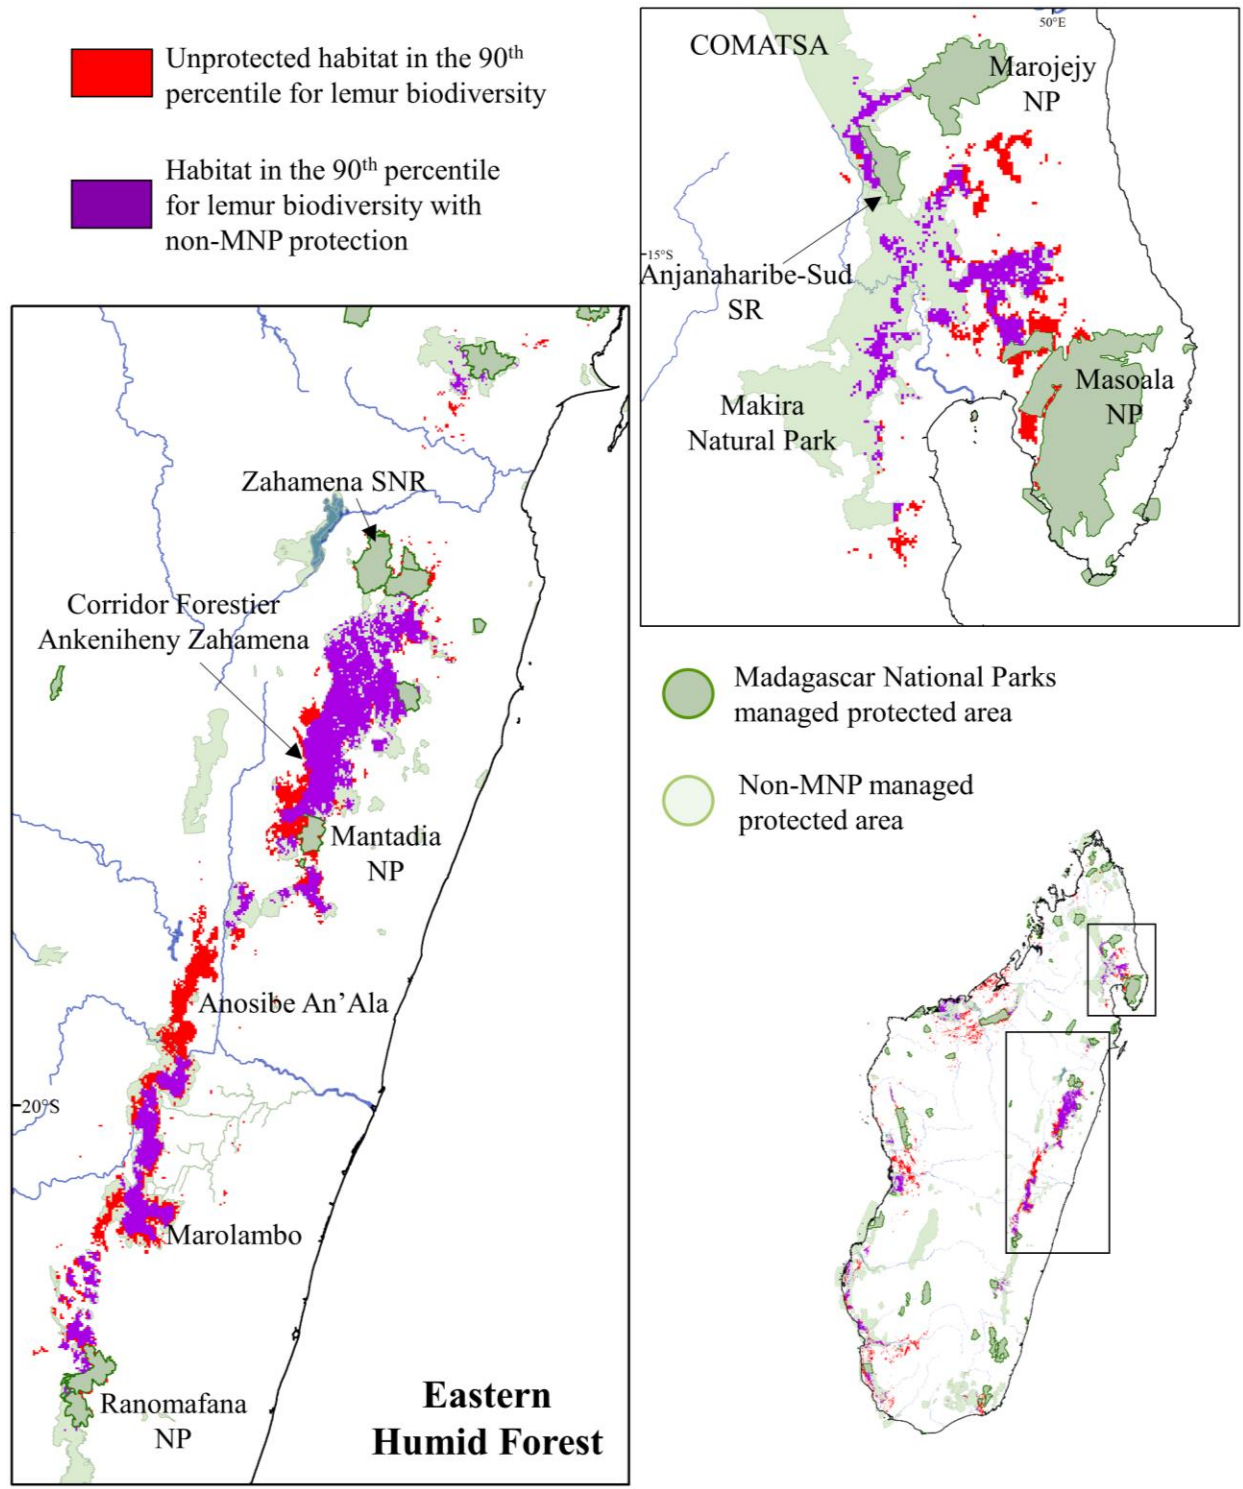 Unprotected habitat in the 90th
percentile for lemur biodiversity
Habitat in the 90th percentile
for lemur biodiversity with
non-MNP protection
50°E
COMATSA
Marojejy
NP
15°S
Anjanaharibe-Sud
SR
Masoala
NP
Makira
Natural Park
Zahamena SNR
Corridor Forestier
Ankeniheny Zahamena
Mantadia
NP
Anosibe An’Ala
20°S
Marolambo
Ranomafana
NP
Eastern
Humid Forest
Madagascar National Parks
managed protected area
Non-MNP managed
protected area